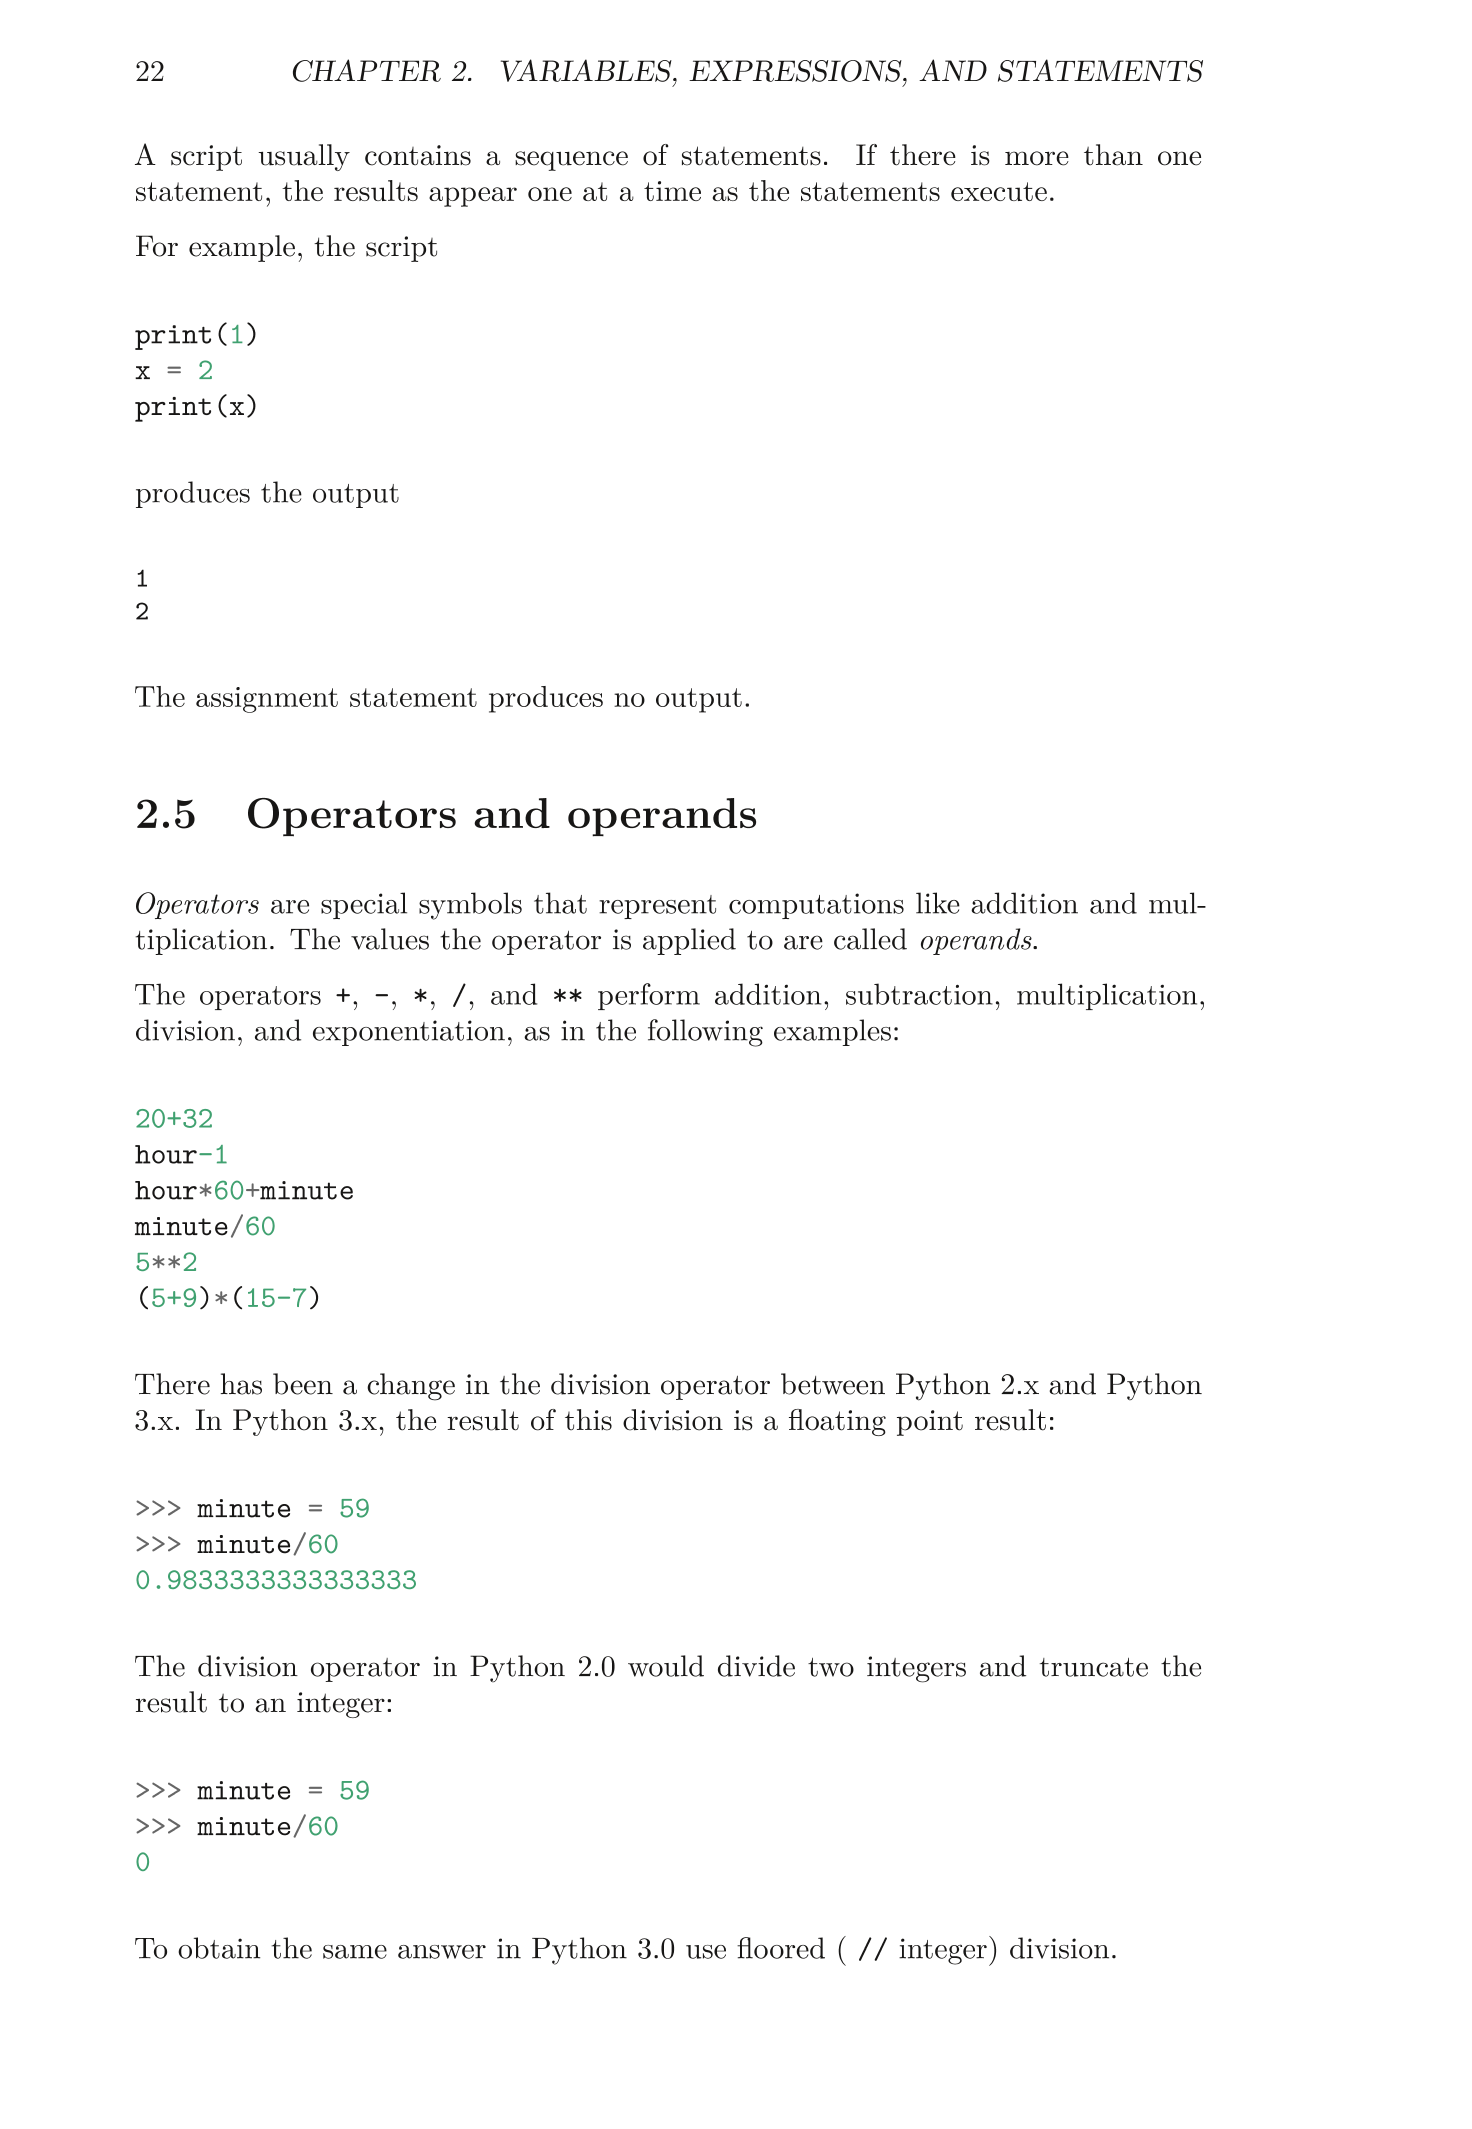 22 CHAPTER 2. VARIABLES, EXPRESSIONS, AND STATEMENTS
A script usually contains a sequence of statements. If there is more than one
statement, the results appear one at a time as the statements execute.
For example, the script
print(1)
x = 2
print(x)
produces the output
1
2
The assignment statement produces no output.
2.5 Operators and operands
Operators are special symbols that represent computations like addition and mul-
tiplication. The values the operator is applied to are called operands.
The operators +, -, *, /, and ** perform addition, subtraction, multiplication,
division, and exponentiation, as in the following examples:
20+32
hour-1
hour*60+minute
minute/60
5**2
(5+9)*(15-7)
There has been a change in the division operator between Python 2.x and Python
3.x. In Python 3.x, the result of this division is a floating point result:
>>> minute = 59
>>> minute/60
0.9833333333333333
The division operator in Python 2.0 would divide two integers and truncate the
result to an integer:
>>> minute = 59
>>> minute/60
0
To obtain the same answer in Python 3.0 use floored ( // integer) division.